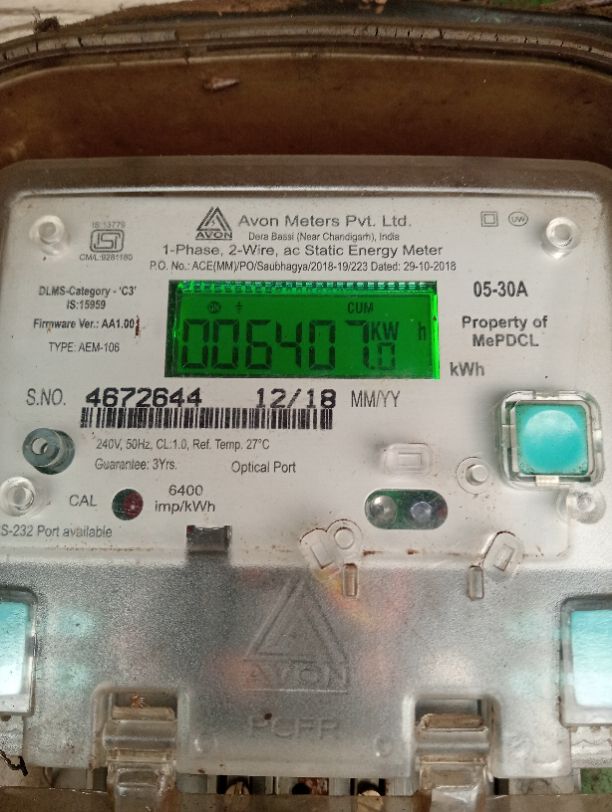 IS:13779
ISI
CM/L:9281180
AVON
Avon Meters Pvt. Ltd.
Dera Bassi (Near Chandigarh), India
1-Phase, 2-Wire, ac Static Energy Meter
P.O. No.: ACE(MM)/PO/Saubhagya/2018-19/223 Dated: 29-10-2018
UW
DLMS-Category - 'C3'
IS:15959
Firmware Ver.: AA1.00
TYPE: AEM-106
CUM
006407.0 KW h
05-30A
Property of
MePDCL
kWh
S.NO. 4672644 12/18 MM/YY
240V, 50Hz, CL:1.0, Ref. Temp. 27°C
Guarantee: 3Yrs. Optical Port
CAL 6400
imp/kWh
S-232 Port available
AVON